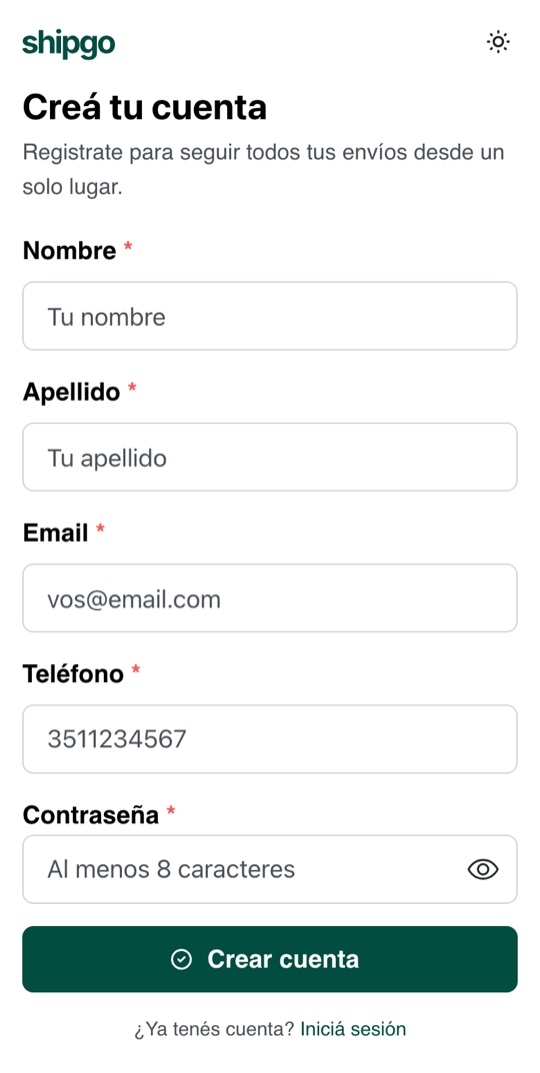 shipgo
Creá tu cuenta
Registrate para seguir todos tus envíos desde un
solo lugar.
Nombre *
Tu nombre
Apellido *
Tu apellido
Email *
vos@email.com
Teléfono *
3511234567
Contraseña *
Al menos 8 caracteres
Crear cuenta
¿Ya tenés cuenta? Iniciá sesión